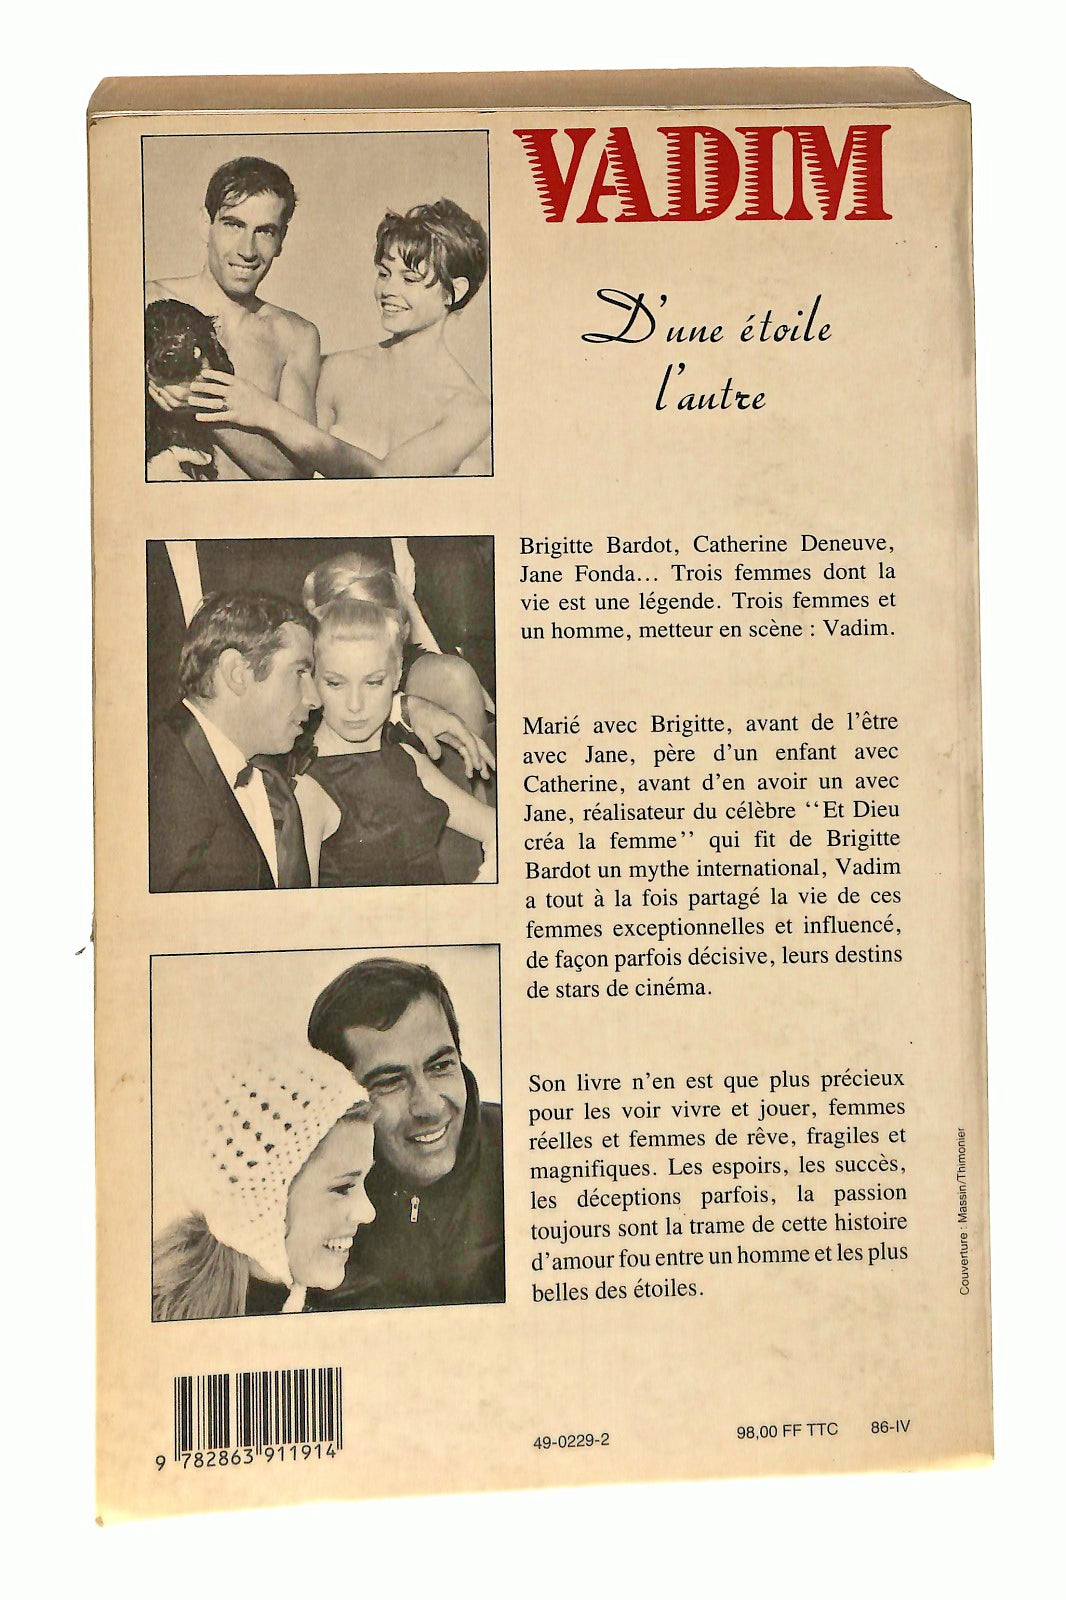 VADIM
D'une étoile
l'autre
Brigitte Bardot, Catherine Deneuve,
Jane Fonda... Trois femmes dont la
vie est une légende. Trois femmes et
un homme, metteur en scène : Vadim.
Marié avec Brigitte, avant de l'être
avec Jane, père d'un enfant avec
Catherine, avant d'en avoir un avec
Jane, réalisateur du célèbre ‘‘Et Dieu
créa la femme’’ qui fit de Brigitte
Bardot un mythe international, Vadim
a tout à la fois partagé la vie de ces
femmes exceptionnelles et influencé,
de façon parfois décisive, leurs destins
de stars de cinéma.
Son livre n'en est que plus précieux
pour les voir vivre et jouer, femmes
réelles et femmes de rêve, fragiles et
magnifiques. Les espoirs, les succès,
les déceptions parfois, la passion
toujours sont la trame de cette histoire
d'amour fou entre un homme et les plus
belles des étoiles.
Couverture : Massin/Thimonier
9 782863 911914
49-0229-2 98,00 FF TTC 86-IV